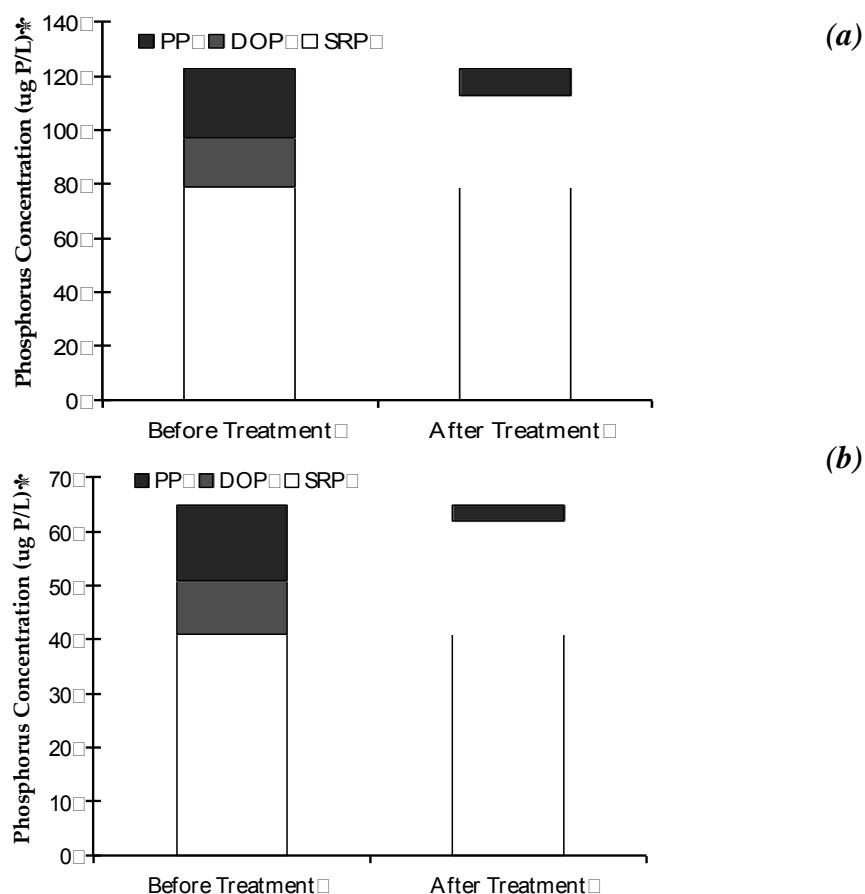 (a)
Phosphorus Concentration (ug P/L)
140
120
100
80
60
40
20
0
PP DOP SRP
Before Treatment After Treatment
(b)
Phosphorus Concentration (ug P/L)
70
60
50
40
30
20
10
0
PP DOP SRP
Before Treatment After Treatment